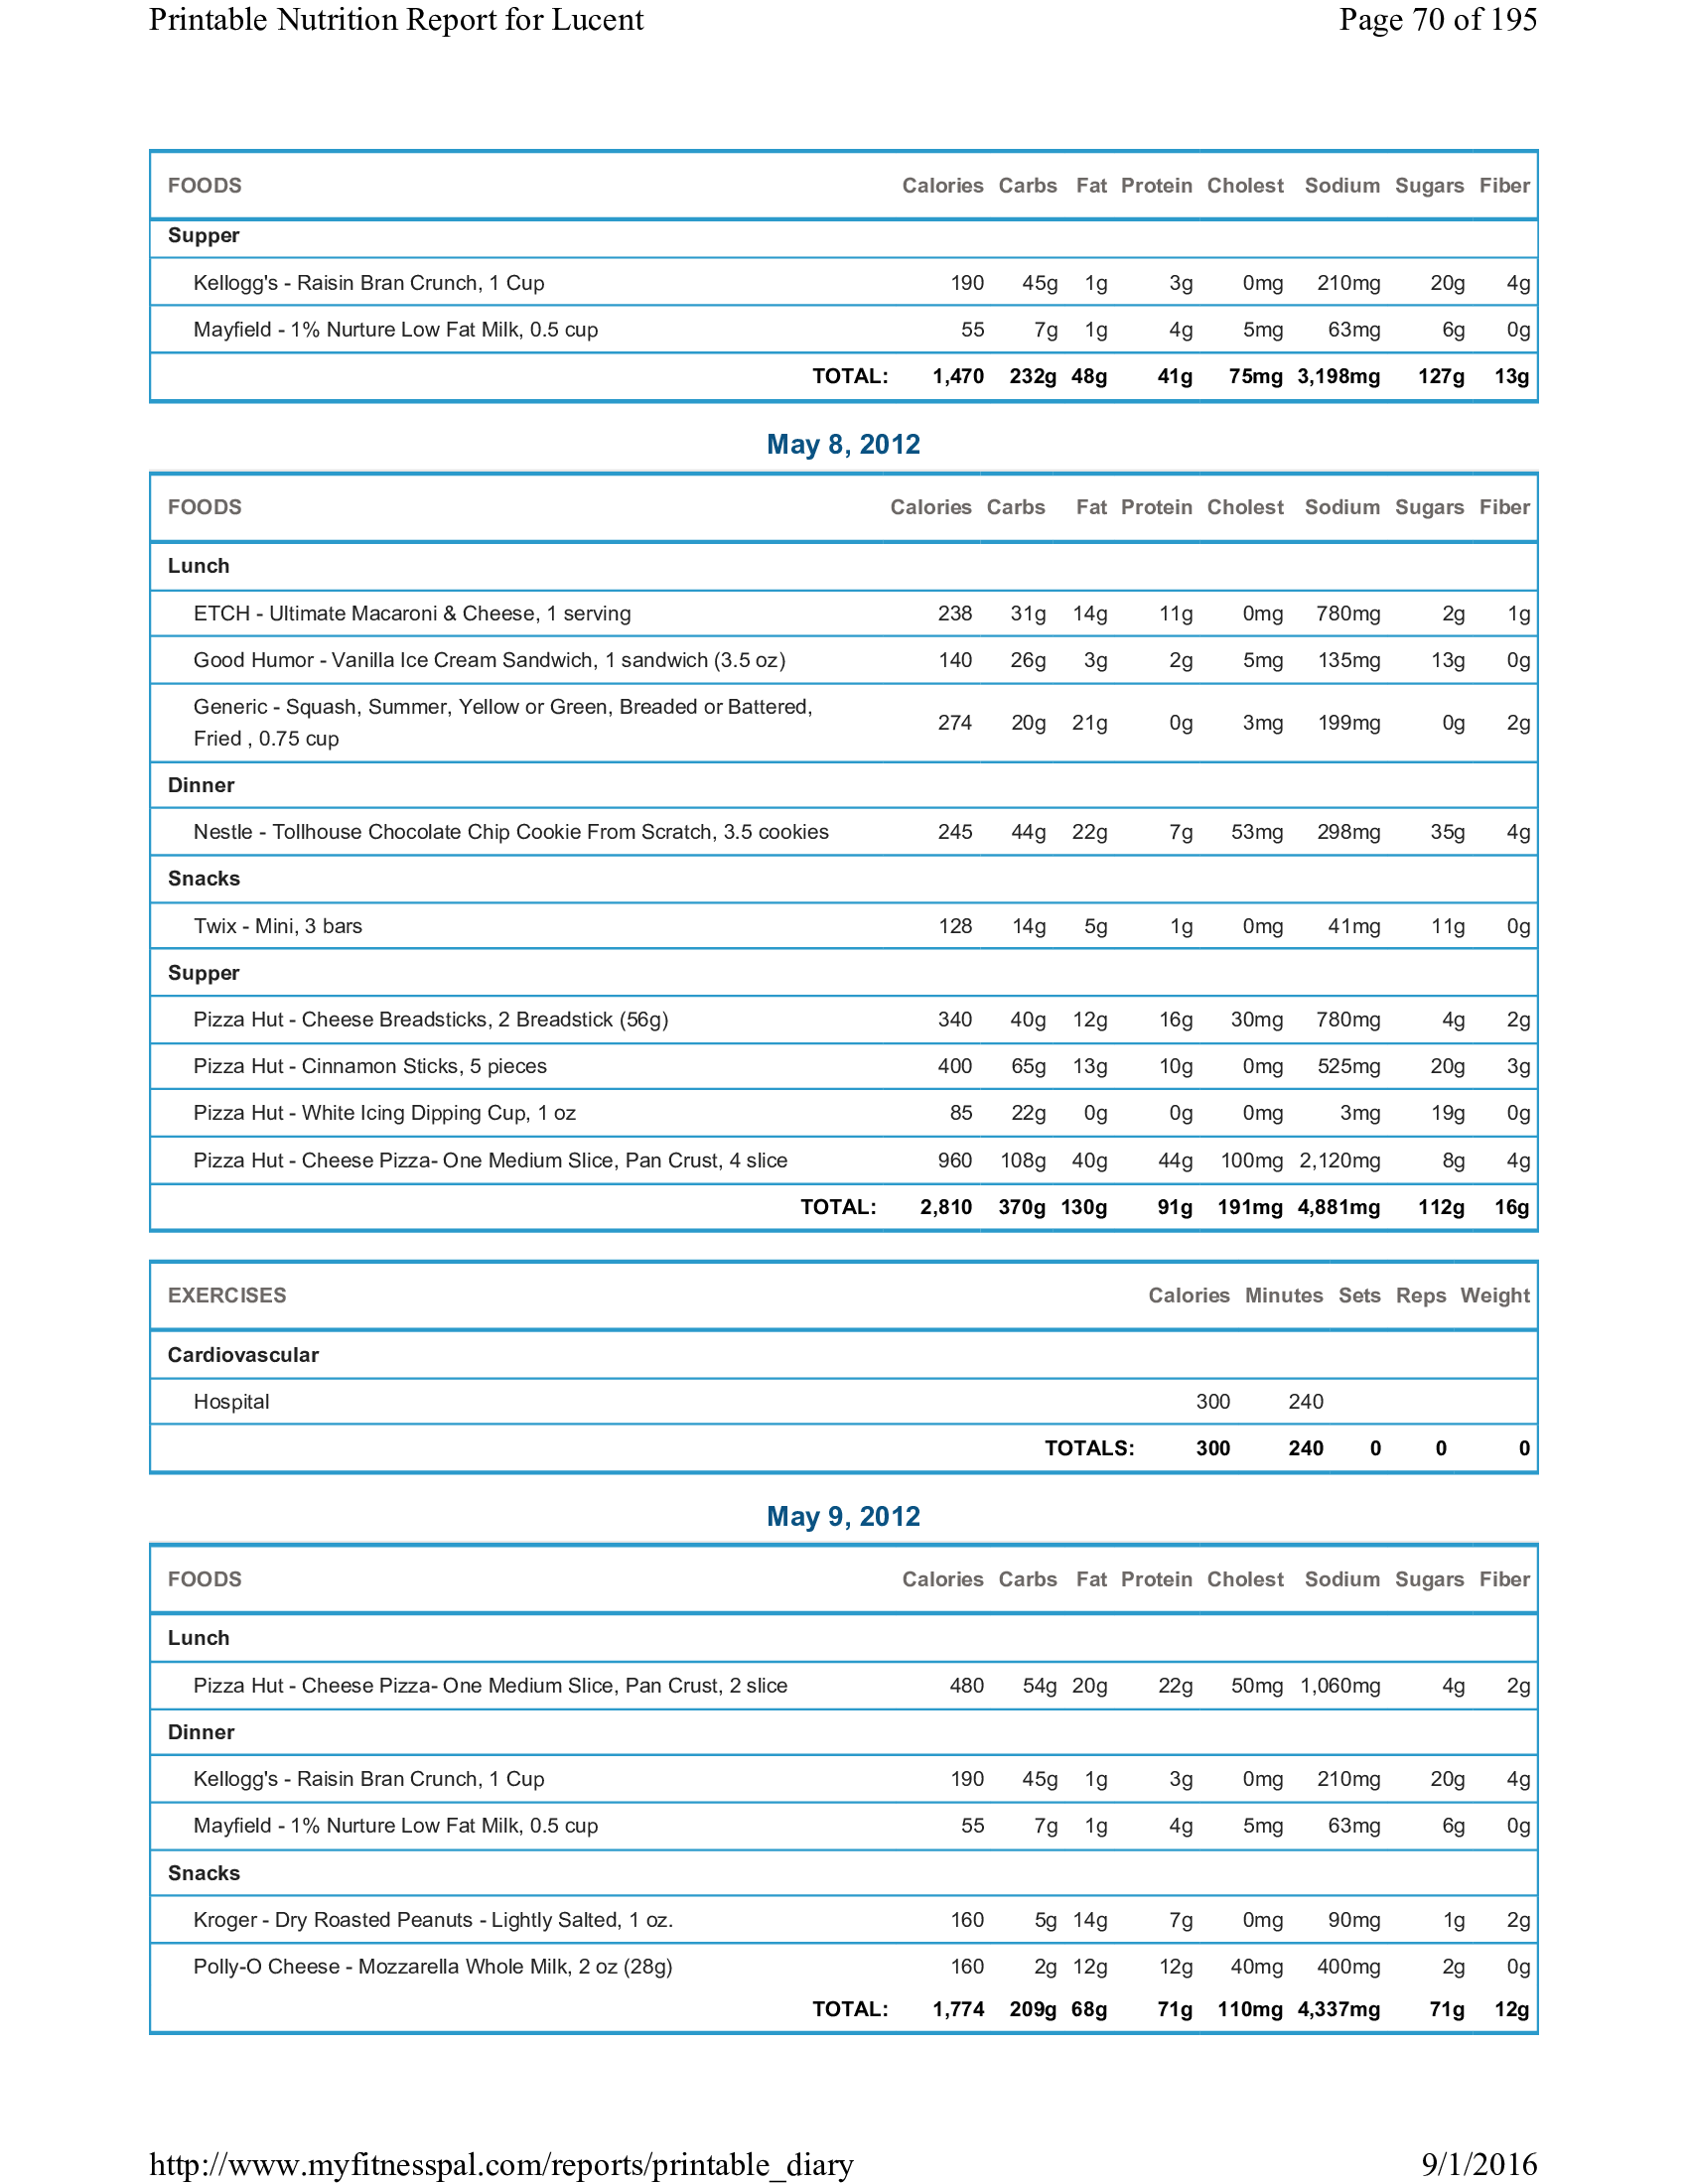 Printable Nutrition Report for Lucent Page 70 of 195
FOODS Calories Carbs Fat Protein Cholest Sodium Sugars Fiber
Supper
Kellogg's - Raisin Bran Crunch, 1 Cup 190 45g 1g 3g 0mg 210mg 20g 4g
Mayfield - 1% Nurture Low Fat Milk, 0.5 cup 55 7g 1g 4g 5mg 63mg 6g 0g
TOTAL: 1,470 232g 48g 41g 75mg 3,198mg 127g 13g
May 8, 2012
FOODS Calories Carbs Fat Protein Cholest Sodium Sugars Fiber
Lunch
ETCH - Ultimate Macaroni & Cheese, 1 serving 238 31g 14g 11g 0mg 780mg 2g 1g
Good Humor - Vanilla Ice Cream Sandwich, 1 sandwich (3.5 oz) 140 26g 3g 2g 5mg 135mg 13g 0g
Generic - Squash, Summer, Yellow or Green, Breaded or Battered,
Fried , 0.75 cup 274 20g 21g 0g 3mg 199mg 0g 2g
Dinner
Nestle - Tollhouse Chocolate Chip Cookie From Scratch, 3.5 cookies 245 44g 22g 7g 53mg 298mg 35g 4g
Snacks
Twix - Mini, 3 bars 128 14g 5g 1g 0mg 41mg 11g 0g
Supper
Pizza Hut - Cheese Breadsticks, 2 Breadstick (56g) 340 40g 12g 16g 30mg 780mg 4g 2g
Pizza Hut - Cinnamon Sticks, 5 pieces 400 65g 13g 10g 0mg 525mg 20g 3g
Pizza Hut - White Icing Dipping Cup, 1 oz 85 22g 0g 0g 0mg 3mg 19g 0g
Pizza Hut - Cheese Pizza- One Medium Slice, Pan Crust, 4 slice 960 108g 40g 44g 100mg 2,120mg 8g 4g
TOTAL: 2,810 370g 130g 91g 191mg 4,881mg 112g 16g
EXERCISES Calories Minutes Sets Reps Weight
Cardiovascular
Hospital 300 240
TOTALS: 300 240 0 0 0
May 9, 2012
FOODS Calories Carbs Fat Protein Cholest Sodium Sugars Fiber
Lunch
Pizza Hut - Cheese Pizza- One Medium Slice, Pan Crust, 2 slice 480 54g 20g 22g 50mg 1,060mg 4g 2g
Dinner
Kellogg's - Raisin Bran Crunch, 1 Cup 190 45g 1g 3g 0mg 210mg 20g 4g
Mayfield - 1% Nurture Low Fat Milk, 0.5 cup 55 7g 1g 4g 5mg 63mg 6g 0g
Snacks
Kroger - Dry Roasted Peanuts - Lightly Salted, 1 oz. 160 5g 14g 7g 0mg 90mg 1g 2g
Polly-O Cheese - Mozzarella Whole Milk, 2 oz (28g) 160 2g 12g 12g 40mg 400mg 2g 0g
TOTAL: 1,774 209g 68g 71g 110mg 4,337mg 71g 12g
http://www.myfitnesspal.com/reports/printable_diary 9/1/2016